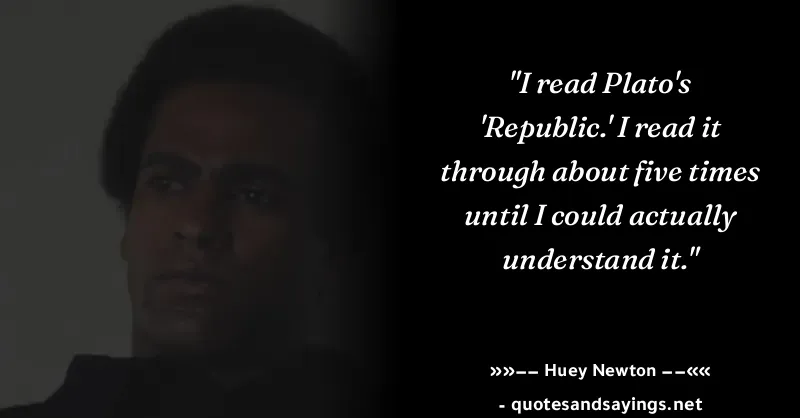 "I read Plato's
'Republic.' I read it
through about five times
until I could actually
understand it."
»»–– Huey Newton ––««
- quotesandsayings.net